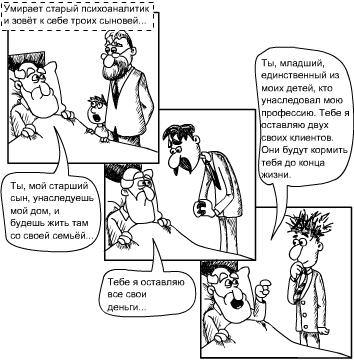 Умирает старый психоаналитик
и зовёт к себе троих сыновей...
Ты, мой старший
сын, унаследуешь
мой дом, и
будешь жить там
со своей семьёй...
Тебе я оставляю
все свои
деньги...
Ты, младший,
единственный из
моих детей, кто
унаследовал мою
профессию. Тебе я
оставляю двух
своих клиентов.
Они будут кормить
тебя до конца
жизни.